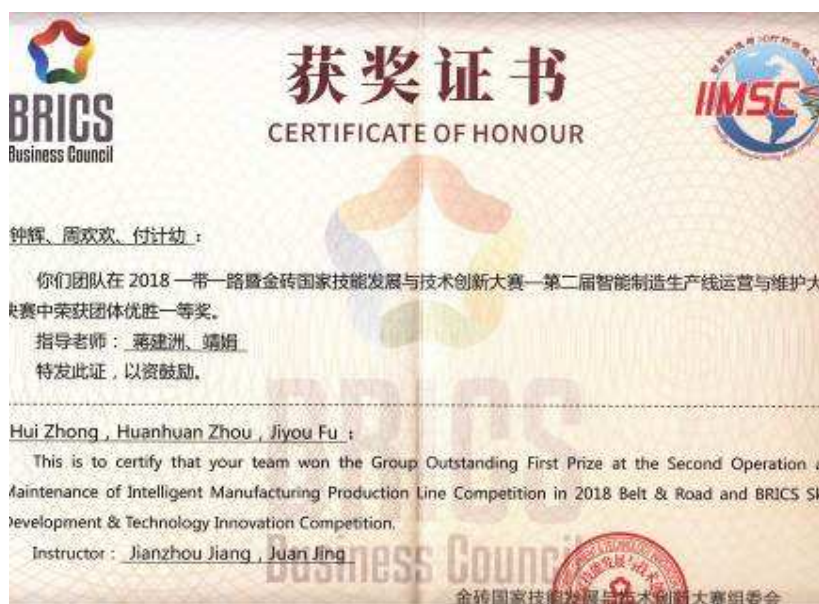 BRICS
Business Council
获奖证书
CERTIFICATE OF HONOUR
IIMSC
钟辉、周欢欢、付计幼：
你们团队在 2018 一带一路暨金砖国家技能发展与技术创新大赛—第二届智能制造生产线运营与维护大
决赛中荣获团体优胜一等奖。
指导老师：蒋建洲、靖娟
特发此证，以资鼓励。
Hui Zhong , Huanhuan Zhou , Jiyou Fu :
This is to certify that your team won the Group Outstanding First Prize at the Second Operation
Maintenance of Intelligent Manufacturing Production Line Competition in 2018 Belt & Road and BRICS Sk
Development & Technology Innovation Competition.
Instructor : Jianzhou Jiang , Juan Jing
BRICS
Business Council
金砖国家技能发展与技术创新大赛组委会